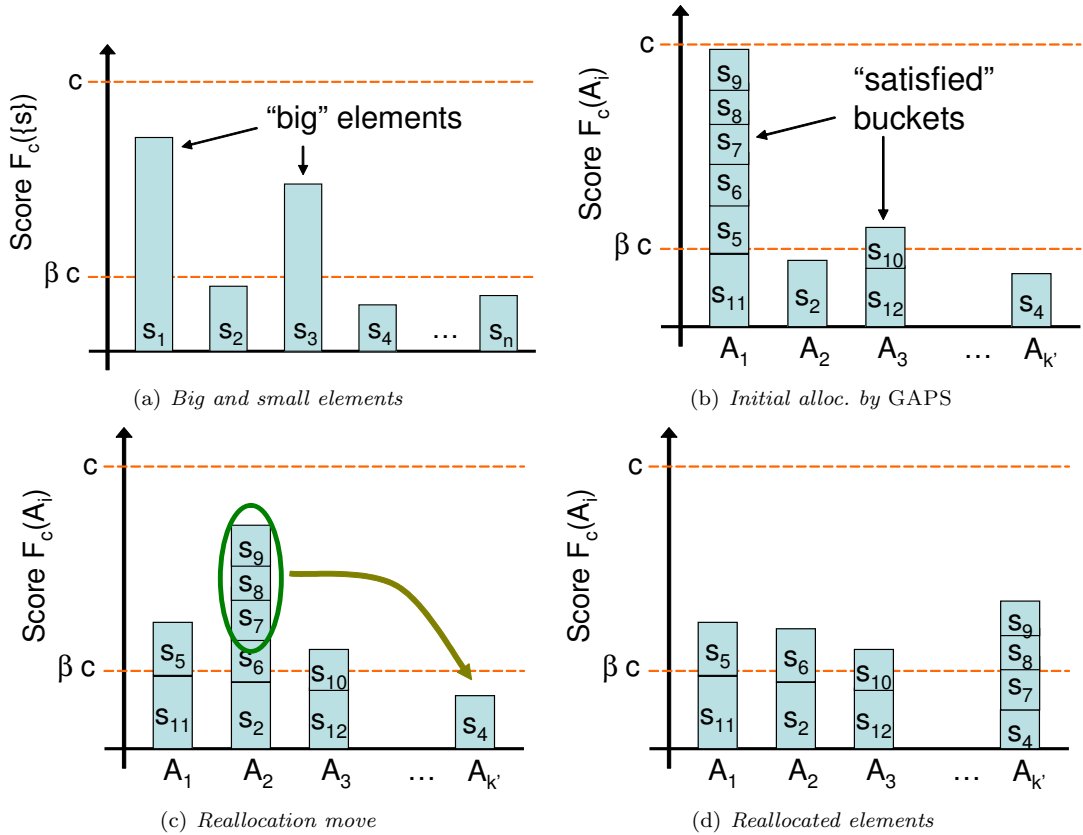 Score F_c({s})
c
β c
"big" elements
s_1
s_2
s_3
s_4
...
s_n
(a) Big and small elements
Score F_c(A_i)
c
β c
"satisfied"
buckets
s_9
s_8
s_7
s_6
s_5
s_11
s_2
s_10
s_12
s_4
A_1
A_2
A_3
...
A_k'
(b) Initial alloc. by GAPS
Score F_c(A_i)
c
β c
s_5
s_11
s_9
s_8
s_7
s_6
s_2
s_10
s_12
s_4
A_1
A_2
A_3
...
A_k'
(c) Reallocation move
Score F_c(A_i)
c
β c
s_5
s_11
s_6
s_2
s_10
s_12
s_9
s_8
s_7
s_4
A_1
A_2
A_3
...
A_k'
(d) Reallocated elements